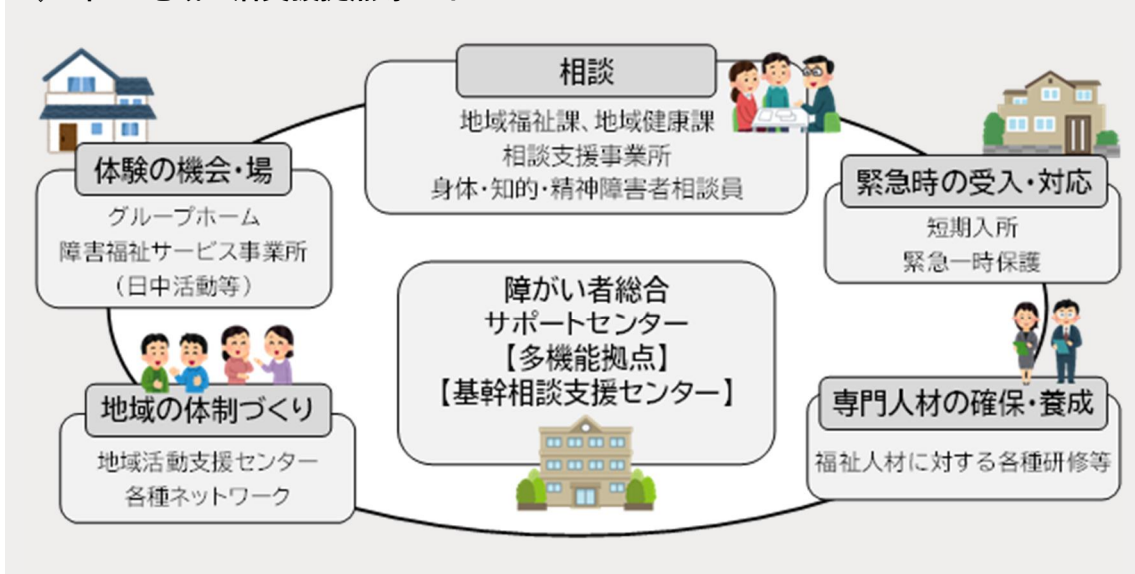 相談
地域福祉課、地域健康課
相談支援事業所
身体・知的・精神障害者相談員
体験の機会・場
グループホーム
障害福祉サービス事業所
（日中活動等）
緊急時の受入・対応
短期入所
緊急一時保護
障がい者総合
サポートセンター
【多機能拠点】
【基幹相談支援センター】
地域の体制づくり
地域活動支援センター
各種ネットワーク
専門人材の確保・養成
福祉人材に対する各種研修等